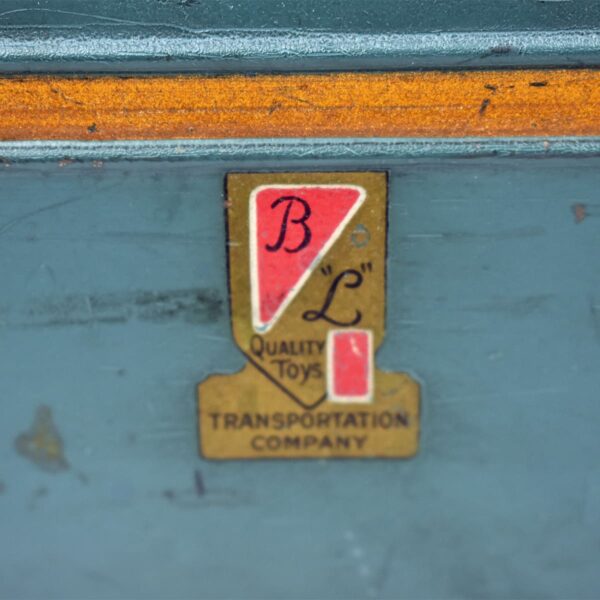 B
"L"
QUALITY
TOYS
TRANSPORTATION
COMPANY